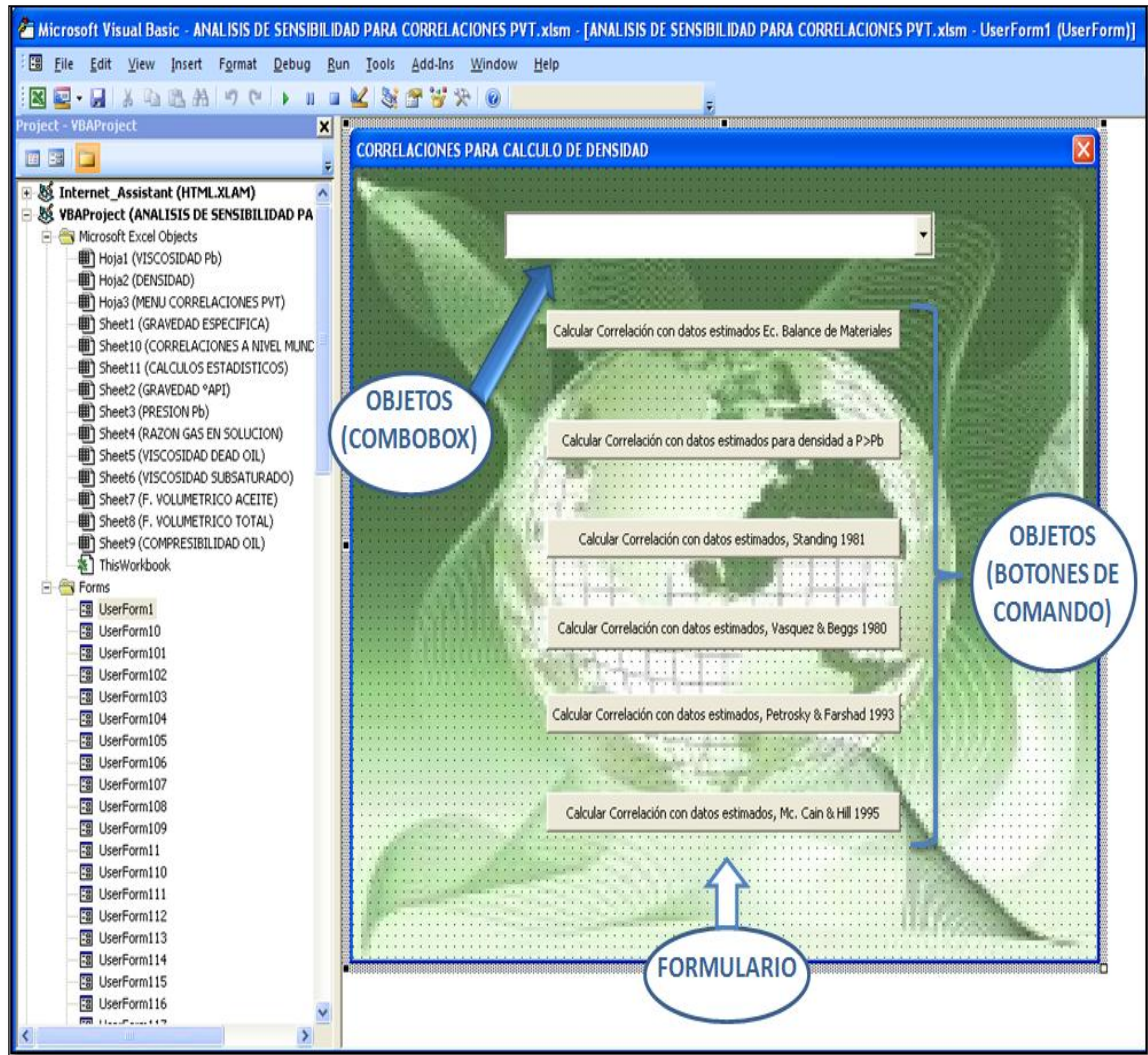 Microsoft Visual Basic - ANALISIS DE SENSIBILIDAD PARA CORRELACIONES PVT.xlsm - [ANALISIS DE SENSIBILIDAD PARA CORRELACIONES PVT.xlsm - UserForm1 (UserForm)]
File Edit View Insert Format Debug Run Tools Add-Ins Window Help
Project - VBAProject
Internet_Assistant (HTML.XLAM)
VBAProject (ANALISIS DE SENSIBILIDAD PA
Microsoft Excel Objects
Hoja1 (VISCOSIDAD Pb)
Hoja2 (DENSIDAD)
Hoja3 (MENU CORRELACIONES PVT)
Sheet1 (GRAVEDAD ESPECIFICA)
Sheet10 (CORRELACIONES A NIVEL MUND
Sheet11 (CALCULOS ESTADISTICOS)
Sheet2 (GRAVEDAD °API)
Sheet3 (PRESION Pb)
Sheet4 (RAZON GAS EN SOLUCION)
Sheet5 (VISCOSIDAD DEAD OIL)
Sheet6 (VISCOSIDAD SUBSATURADO)
Sheet7 (F. VOLUMETRICO ACEITE)
Sheet8 (F. VOLUMETRICO TOTAL)
Sheet9 (COMPRESIBILIDAD OIL)
ThisWorkbook
Forms
UserForm1
UserForm10
UserForm101
UserForm102
UserForm103
UserForm104
UserForm105
UserForm106
UserForm107
UserForm108
UserForm109
UserForm11
UserForm110
UserForm111
UserForm112
UserForm113
UserForm114
UserForm115
UserForm116
CORRELACIONES PARA CALCULO DE DENSIDAD
Calcular Correlación con datos estimados Ec. Balance de Materiales
OBJETOS
(COMBOBOX)
Calcular Correlación con datos estimados para densidad a P>Pb
Calcular Correlación con datos estimados, Standing 1981
OBJETOS
(BOTONES DE
COMANDO)
Calcular Correlación con datos estimados, Vasquez & Beggs 1980
Calcular Correlación con datos estimados, Petrosky & Farshad 1993
Calcular Correlación con datos estimados, Mc. Cain & Hill 1995
FORMULARIO